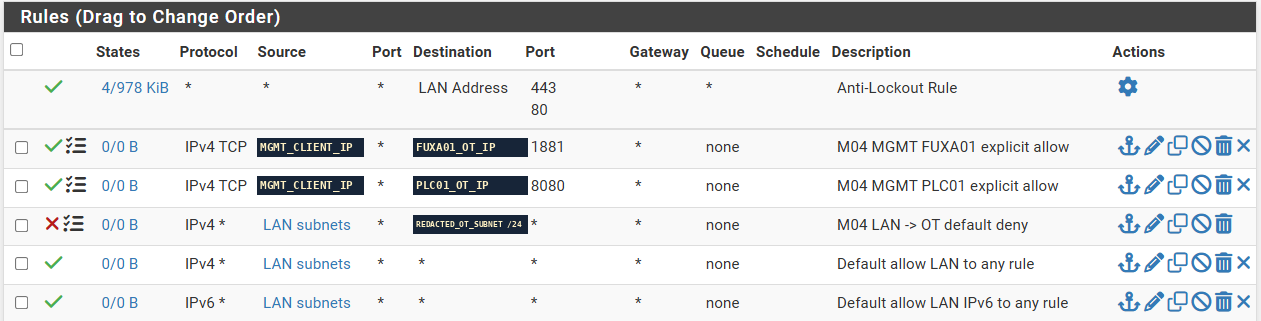 Rules (Drag to Change Order)
States Protocol Source Port Destination Port Gateway Queue Schedule Description Actions
4/978 KiB * * * LAN Address 443 * * Anti-Lockout Rule
80
0/0 B IPv4 TCP MGMT_CLIENT_IP * FUXA01_OT_IP 1881 * none M04 MGMT FUXA01 explicit allow
0/0 B IPv4 TCP MGMT_CLIENT_IP * PLC01_OT_IP 8080 * none M04 MGMT PLC01 explicit allow
0/0 B IPv4 * LAN subnets * REDACTED_OT_SUBNET /24 * * none M04 LAN -> OT default deny
0/0 B IPv4 * LAN subnets * * * * none Default allow LAN to any rule
0/0 B IPv6 * LAN subnets * * * * none Default allow LAN IPv6 to any rule